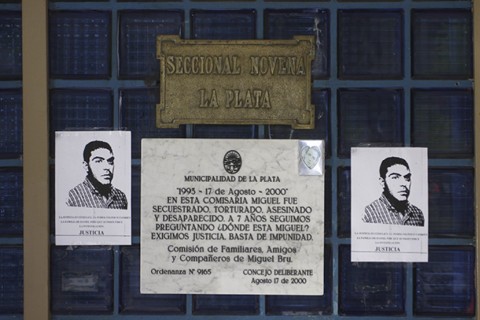 SECCIONAL NOVENA
LA PLATA
MUNICIPALIDAD DE LA PLATA
"1993 - 17 de Agosto - 2000"
EN ESTA COMISARIA MIGUEL FUE
SECUESTRADO, TORTURADO, ASESINADO
Y DESAPARECIDO. A 7 AÑOS SEGUIMOS
PREGUNTANDO ¿DÓNDE ESTA MIGUEL?
EXIGIMOS JUSTICIA, BASTA DE IMPUNIDAD.
Comisión de Familiares, Amigos
y Compañeros de Miguel Bru.
Ordenanza Nº 9165 CONCEJO DELIBERANTE
Agosto 17 de 2000
JUSTICIA
JUSTICIA